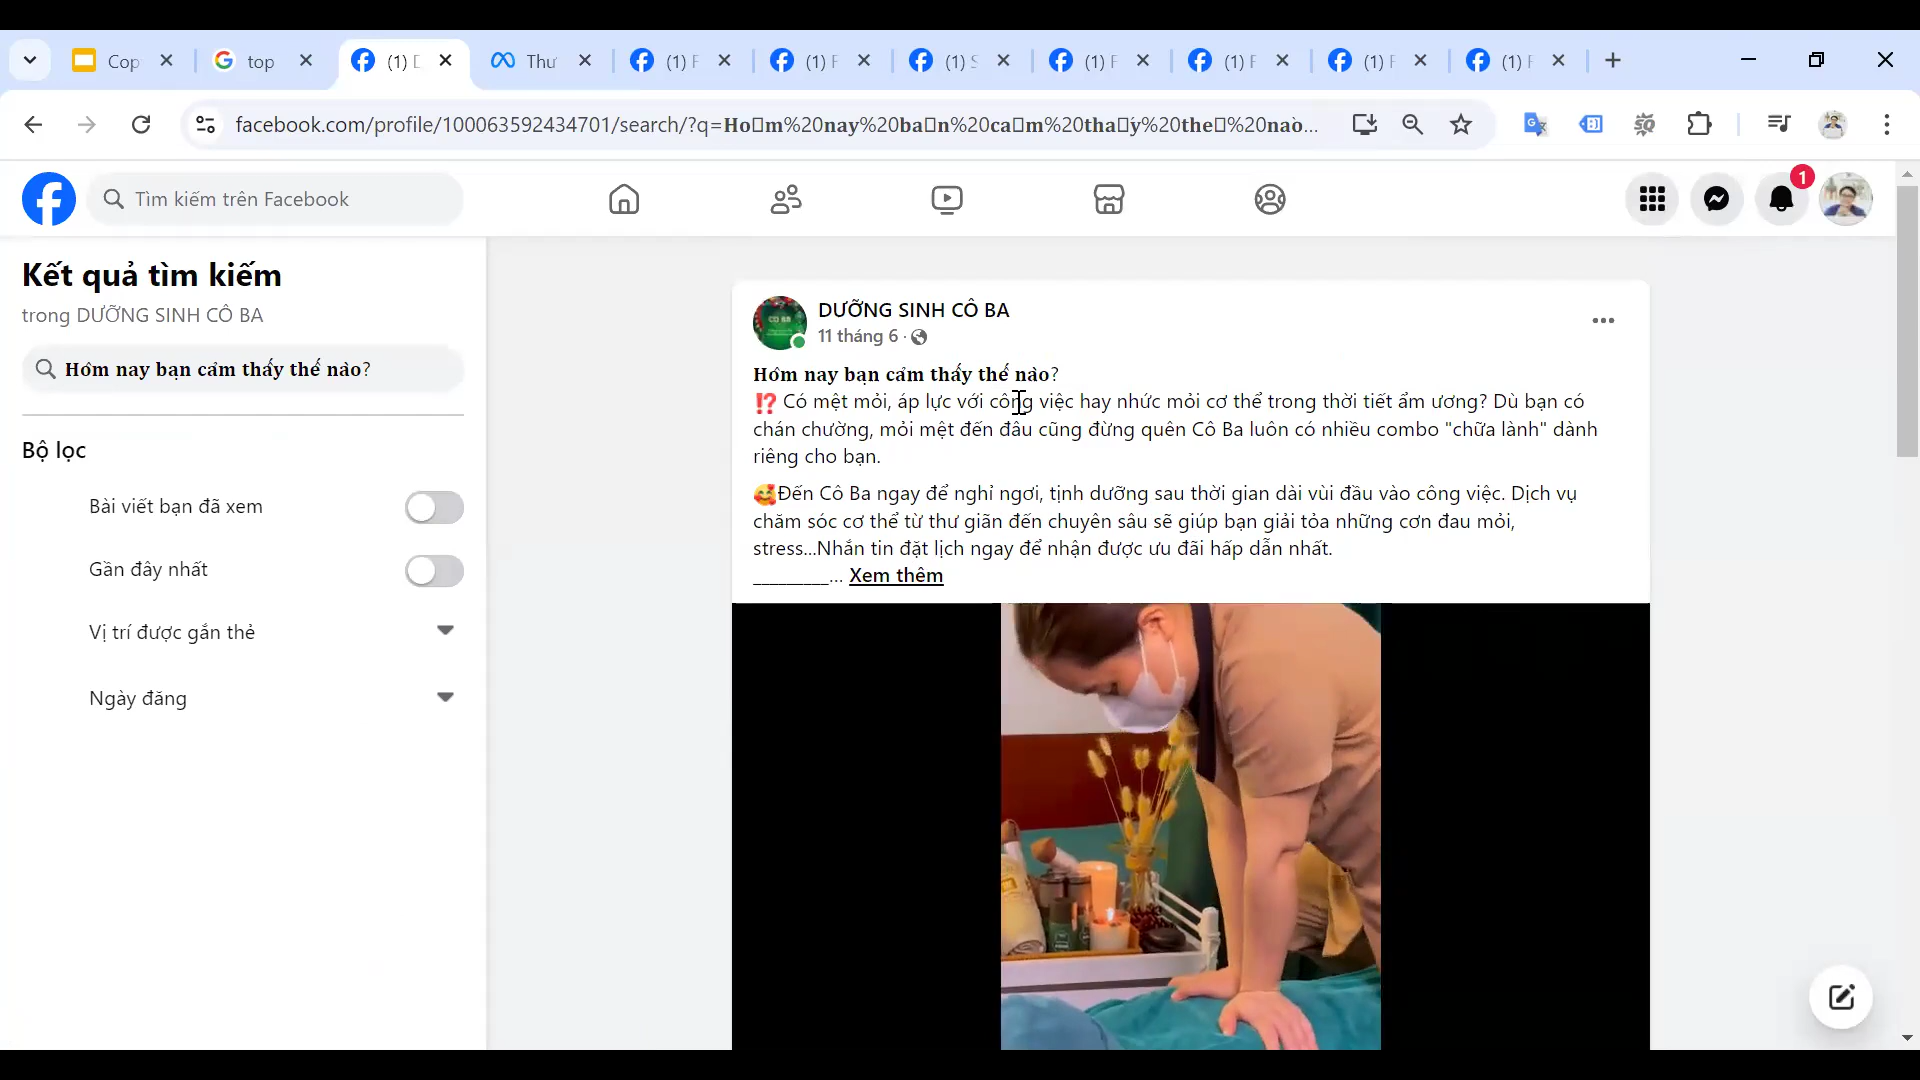 Cop
top
(1) D
Thư
(1) F
(1) F
(1) S
(1) F
(1) F
(1) F
(1) F
facebook.com/profile/100063592434701/search/?q=Ho▯m%20nay%20ba▯n%20ca▯m%20tha▯ý%20the▯%20nào...
Tìm kiếm trên Facebook
1
Kết quả tìm kiếm
trong DƯỠNG SINH CÔ BA
Hôm nay bạn cảm thấy thế nào?
Bộ lọc
Bài viết bạn đã xem
Gần đây nhất
Vị trí được gắn thẻ
Ngày đăng
CÔ BA
DƯỠNG SINH CÔ BA
11 tháng 6 ·
Hôm nay bạn cảm thấy thế nào?
⁉️ Có mệt mỏi, áp lực với công việc hay nhức mỏi cơ thể trong thời tiết ẩm ương? Dù bạn có
chán chường, mỏi mệt đến đâu cũng đừng quên Cô Ba luôn có nhiều combo "chữa lành" dành
riêng cho bạn.
🥰Đến Cô Ba ngay để nghỉ ngơi, tịnh dưỡng sau thời gian dài vùi đầu vào công việc. Dịch vụ
chăm sóc cơ thể từ thư giãn đến chuyên sâu sẽ giúp bạn giải tỏa những cơn đau mỏi,
stress...Nhắn tin đặt lịch ngay để nhận được ưu đãi hấp dẫn nhất.
_________... Xem thêm